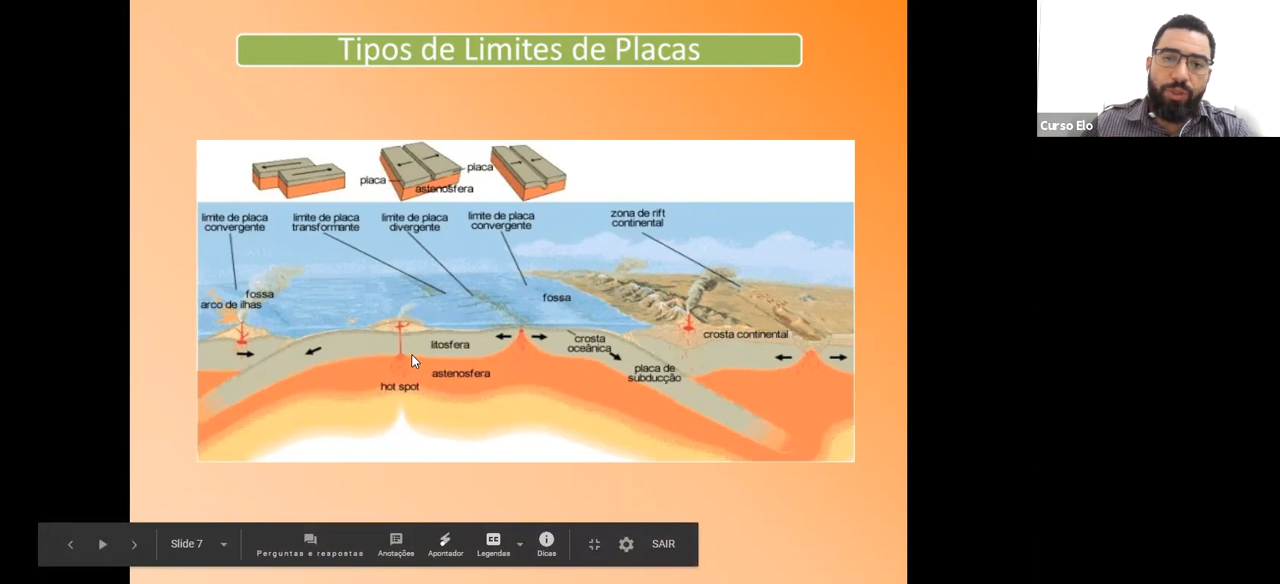 Tipos de Limites de Placas
Curso Elo
placa
placa
astenosfera
limite de placa
convergente
limite de placa
transformante
limite de placa
divergente
limite de placa
convergente
zona de rift
continental
fossa
arco de ilhas
fossa
litosfera
crosta
oceânica
crosta continental
astenosfera
placa de
subducção
hot spot
Slide 7
Perguntas e respostas
Anotações
Apontador
Legendas
Dicas
SAIR